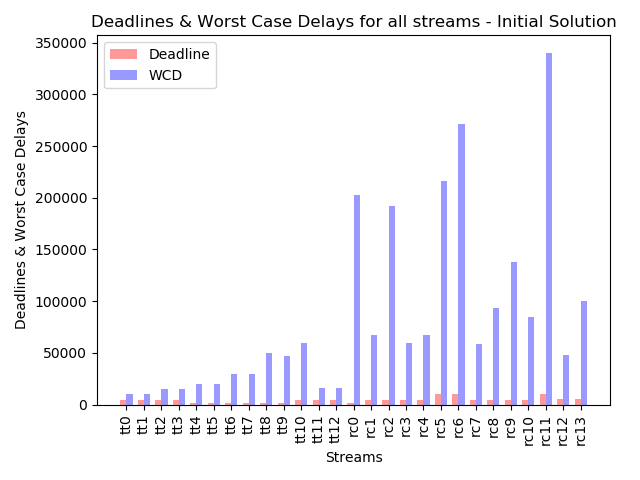 Deadlines & Worst Case Delays for all streams - Initial Solution
Deadline
WCD
Deadlines & Worst Case Delays
350000
300000
250000
200000
150000
100000
50000
0
tt0 tt1 tt2 tt3 tt4 tt5 tt6 tt7 tt8 tt9 tt10 tt11 tt12 rc0 rc1 rc2 rc3 rc4 rc5 rc6 rc7 rc8 rc9 rc10 rc11 rc12 rc13
Streams